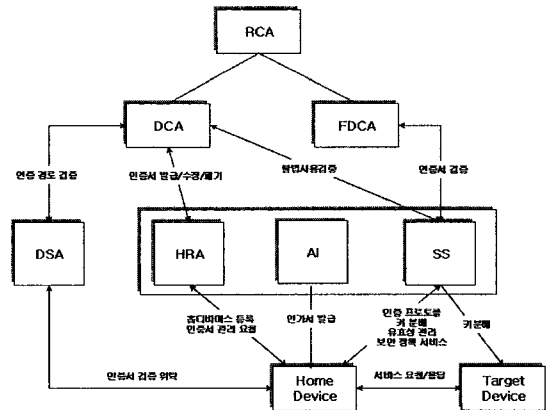 RCA
DCA
FDCA
인증 경로 검증
인증서 발급/수정/폐기
불법사용검증
인증서 검증
DSA
HRA
AI
SS
홈디바이스 등록
인증서 관리 요청
인가서 발급
인증 프로토콜
키 분배
유효성 관리
보안 정책 서비스
키분배
인증서 검증 위탁
Home
Device
서비스 요청/응답
Target
Device